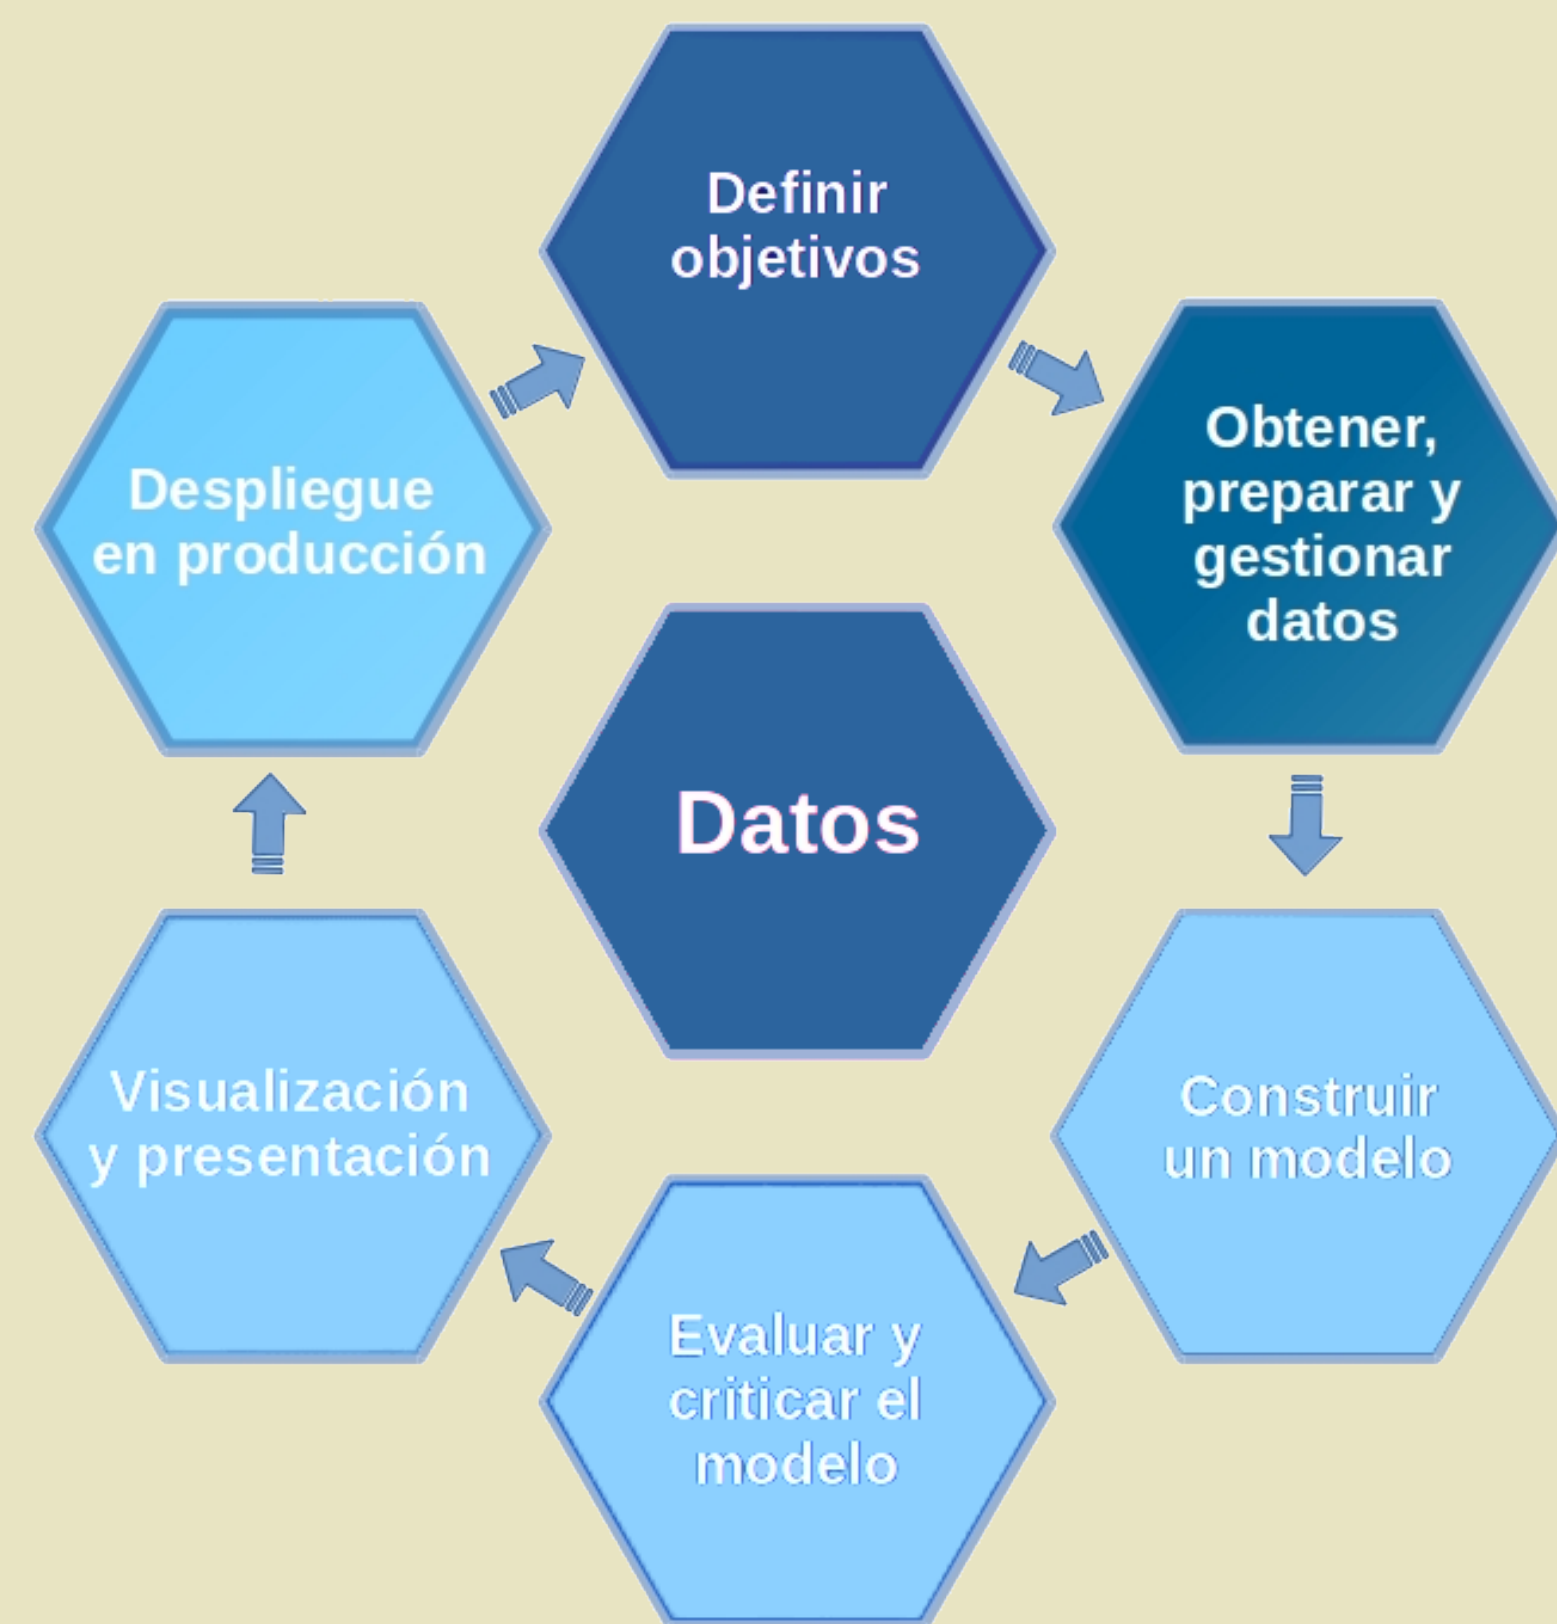 Definir
objetivos
Obtener,
preparar y
gestionar
datos
Construir
un modelo
Evaluar y
criticar el
modelo
Visualización
y presentación
Despliegue
en producción
Datos